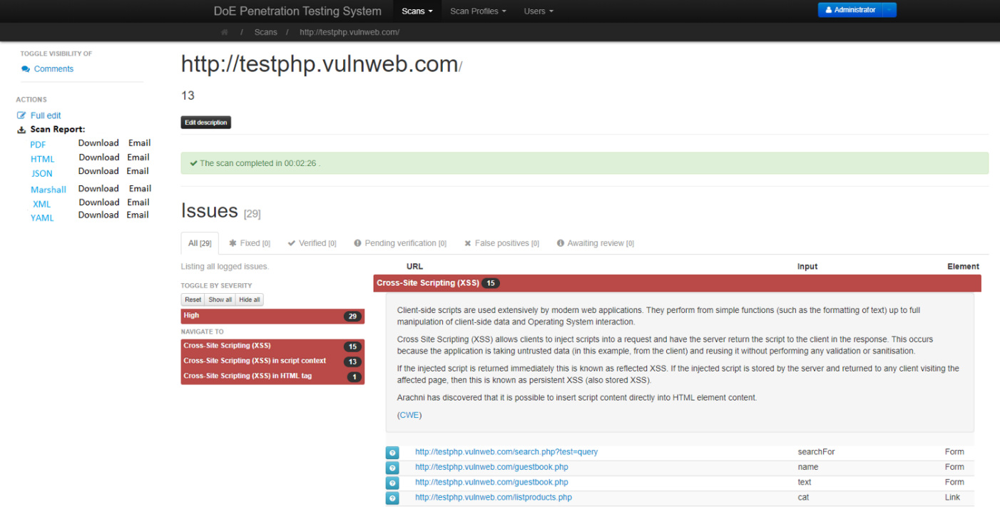 DoE Penetration Testing System Scans Scan Profiles Users Administrator
/ Scans / http://testphp.vulnweb.com/
TOGGLE VISIBILITY OF
Comments
ACTIONS
Full edit
Scan Report:
PDF Download Email
HTML Download Email
JSON Download Email
Marshall Download Email
XML Download Email
YAML Download Email
http://testphp.vulnweb.com/
13
Edit description
The scan completed in 00:02:26 .
Issues [29]
All [29] Fixed [0] Verified [0] Pending verification [0] False positives [0] Awaiting review [0]
Listing all logged issues.
TOGGLE BY SEVERITY
Reset Show all Hide all
High 29
NAVIGATE TO
Cross-Site Scripting (XSS) 15
Cross-Site Scripting (XSS) in script context 13
Cross-Site Scripting (XSS) in HTML tag 1
URL Input Element
Cross-Site Scripting (XSS) 15
Client-side scripts are used extensively by modern web applications. They perform from simple functions (such as the formatting of text) up to full
manipulation of client-side data and Operating System interaction.
Cross Site Scripting (XSS) allows clients to inject scripts into a request and have the server return the script to the client in the response. This occurs
because the application is taking untrusted data (in this example, from the client) and reusing it without performing any validation or sanitisation.
If the injected script is returned immediately this is known as reflected XSS. If the injected script is stored by the server and returned to any client visiting the
affected page, then this is known as persistent XSS (also stored XSS).
Arachni has discovered that it is possible to insert script content directly into HTML element content.
(CWE)
http://testphp.vulnweb.com/search.php?test=query searchFor Form
http://testphp.vulnweb.com/guestbook.php name Form
http://testphp.vulnweb.com/guestbook.php text Form
http://testphp.vulnweb.com/listproducts.php cat Link